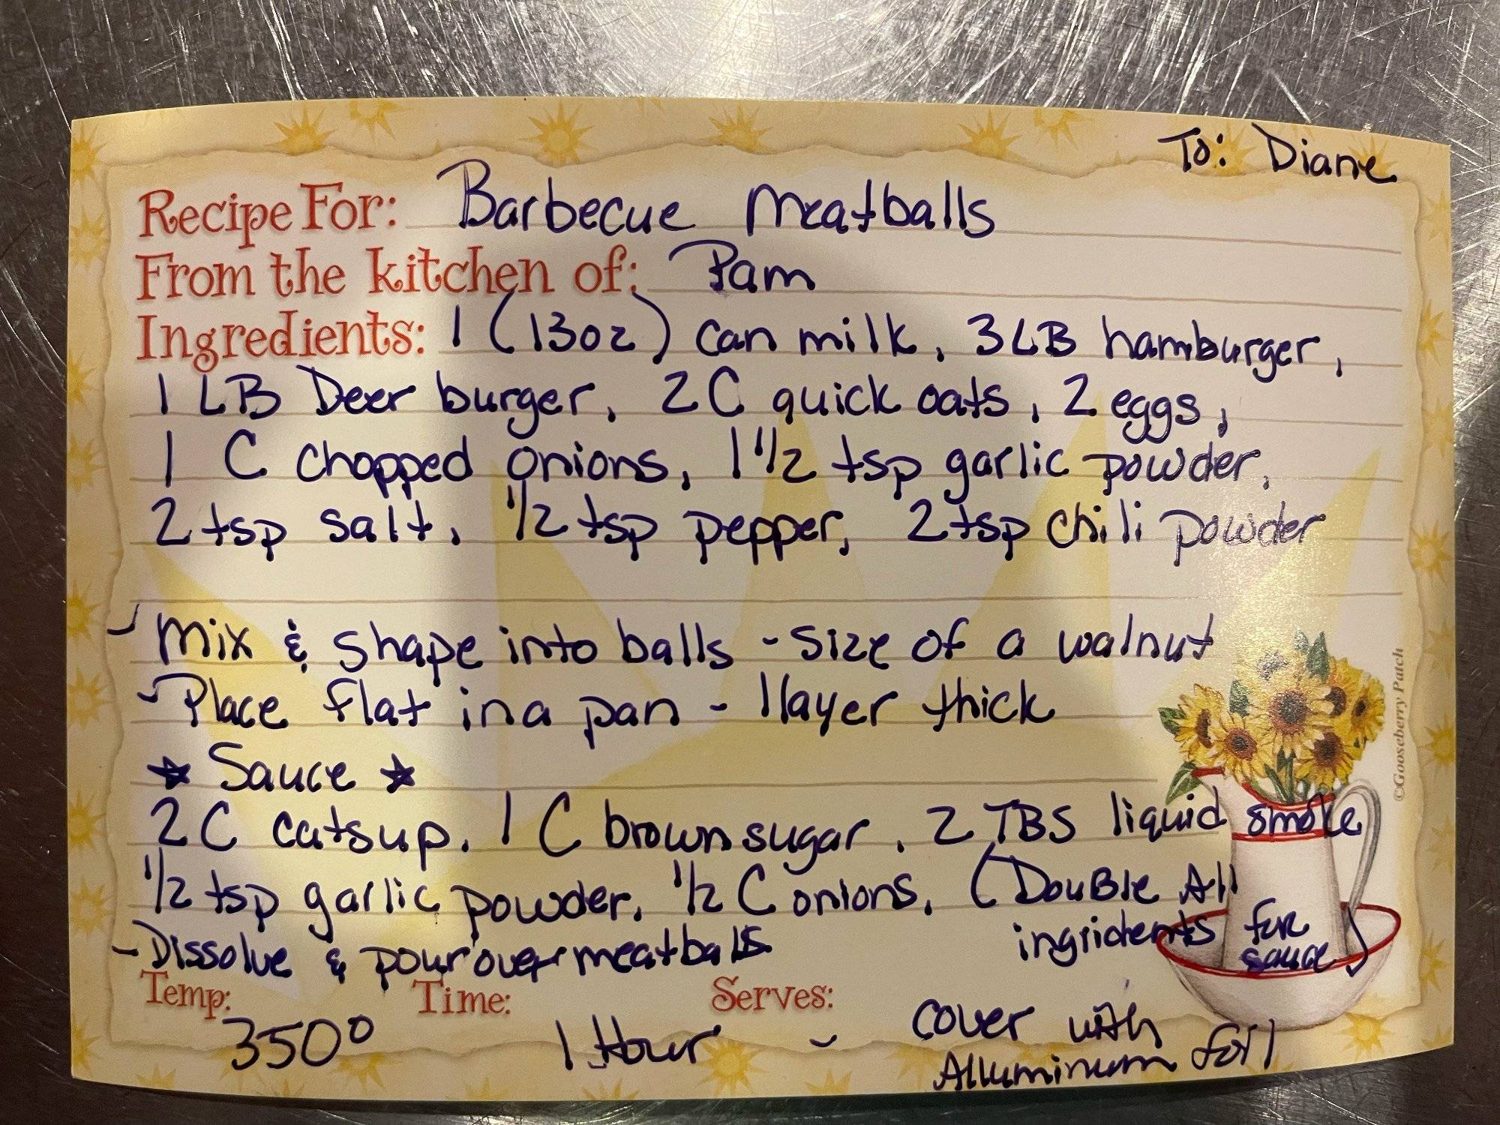 To: Diane
Recipe For: Barbecue Meatballs
From the kitchen of: Pam
Ingredients: 1 (13oz) can milk, 3 LB hamburger,
1 LB Deer burger, 2 C quick oats, 2 eggs,
1 C chopped onions, 1 1/2 tsp garlic powder,
2 tsp salt, 1/2 tsp pepper, 2 tsp chili powder
- Mix & shape into balls - size of a walnut
- Place flat in a pan - 1 layer thick
★ Sauce ★
2 C catsup, 1 C brown sugar, 2 TBS liquid smoke
1/2 tsp garlic powder, 1/2 C onions, (Double All
ingridents for
sauce)
- Dissolve & pour over meatballs
Temp: Time: Serves:
350° 1 Hour - cover with
Alluminum foil
©Gooseberry Patch